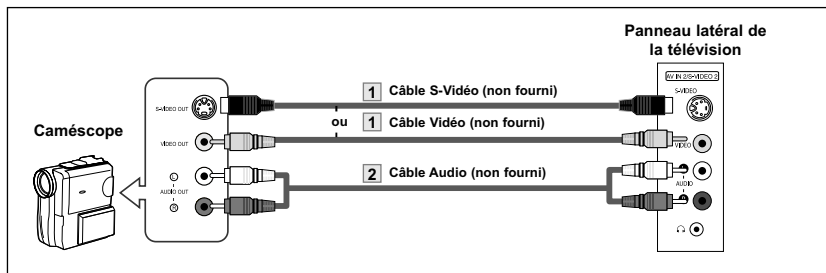 Panneau latéral de
la télévision
AV IN 2/S-VIDEO 2
S-VIDEO OUT
1 Câble S-Vidéo (non fourni)
S-VIDEO
ou
1 Câble Vidéo (non fourni)
Caméscope
VIDEO OUT
VIDEO
L
2 Câble Audio (non fourni)
AUDIO OUT
AUDIO
R